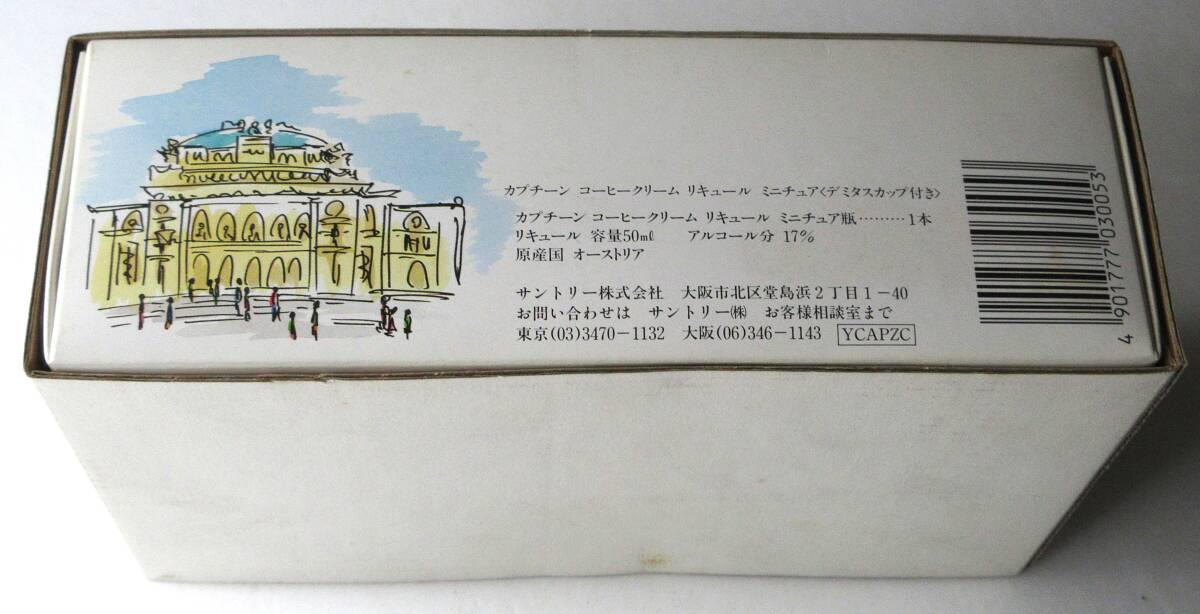 カプチーン コーヒークリーム リキュール ミニチュア〈デミタスカップ付き〉
カプチーン コーヒークリーム リキュール ミニチュア瓶………1本
リキュール 容量50mℓ アルコール分 17%
原産国 オーストリア
サントリー株式会社 大阪市北区堂島浜2丁目1-40
お問い合わせは サントリー㈱ お客様相談室まで
東京(03)3470-1132 大阪(06)346-1143 YCAPZC
4 901777 030053